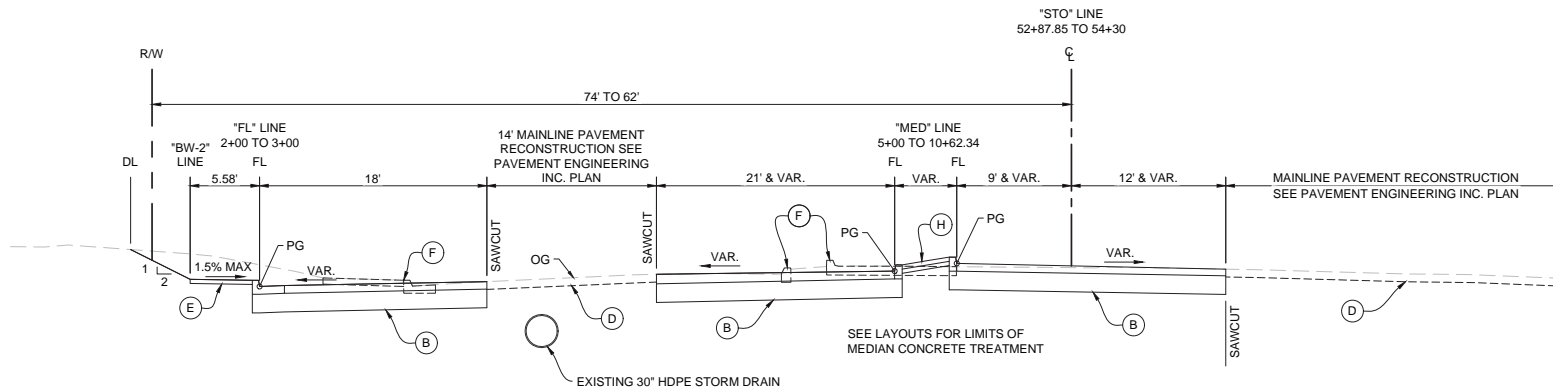 "STO" LINE
52+87.85 TO 54+30
R/W
CL
74' TO 62'
"FL" LINE
2+00 TO 3+00
14' MAINLINE PAVEMENT
RECONSTRUCTION SEE
PAVEMENT ENGINEERING
INC. PLAN
"MED" LINE
5+00 TO 10+62.34
"BW-2"
LINE
DL
FL
FL
FL
5.58'
18'
21' & VAR.
VAR.
9' & VAR.
12' & VAR.
MAINLINE PAVEMENT RECONSTRUCTION
SEE PAVEMENT ENGINEERING INC. PLAN
SAWCUT
SAWCUT
F
H
PG
PG
PG
F
OG
1.5% MAX
VAR.
VAR.
VAR.
1
2
E
B
D
B
B
D
SEE LAYOUTS FOR LIMITS OF
MEDIAN CONCRETE TREATMENT
SAWCUT
EXISTING 30" HDPE STORM DRAIN